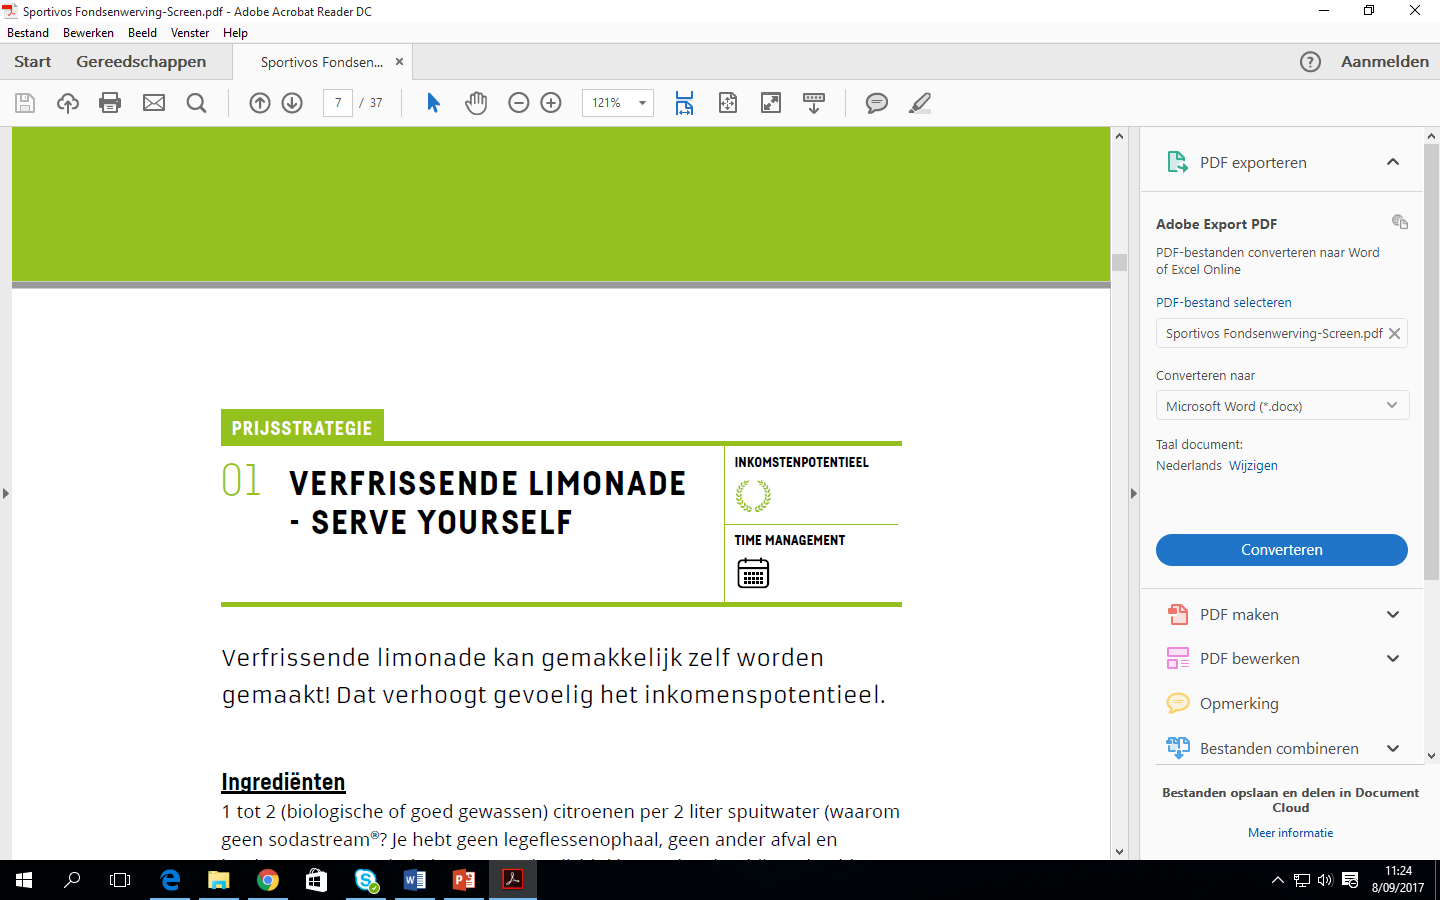 Sportivos Fondsenwerving-Screen.pdf - Adobe Acrobat Reader DC
Bestand Bewerken Beeld Venster Help
Start Gereedschappen Sportivos Fondsen... × ? Aanmelden
7 / 37 121%
PDF exporteren
Adobe Export PDF
PDF-bestanden converteren naar Word
of Excel Online
PDF-bestand selecteren
Sportivos Fondsenwerving-Screen.pdf
Converteren naar
Microsoft Word (*.docx)
Taal document:
Nederlands Wijzigen
Converteren
PDF maken
PDF bewerken
Opmerking
Bestanden combineren
Bestanden opslaan en delen in Document
Cloud
Meer informatie
PRIJSSTRATEGIE
01 VERFRISSENDE LIMONADE
- SERVE YOURSELF
INKOMSTENPOTENTIEEL
TIME MANAGEMENT
Verfrissende limonade kan gemakkelijk zelf worden
gemaakt! Dat verhoogt gevoelig het inkomenspotentieel.
Ingrediënten
1 tot 2 (biologische of goed gewassen) citroenen per 2 liter spuitwater (waarom
geen sodastream®? Je hebt geen legeflessenophaal, geen ander afval en
11:24
8/09/2017